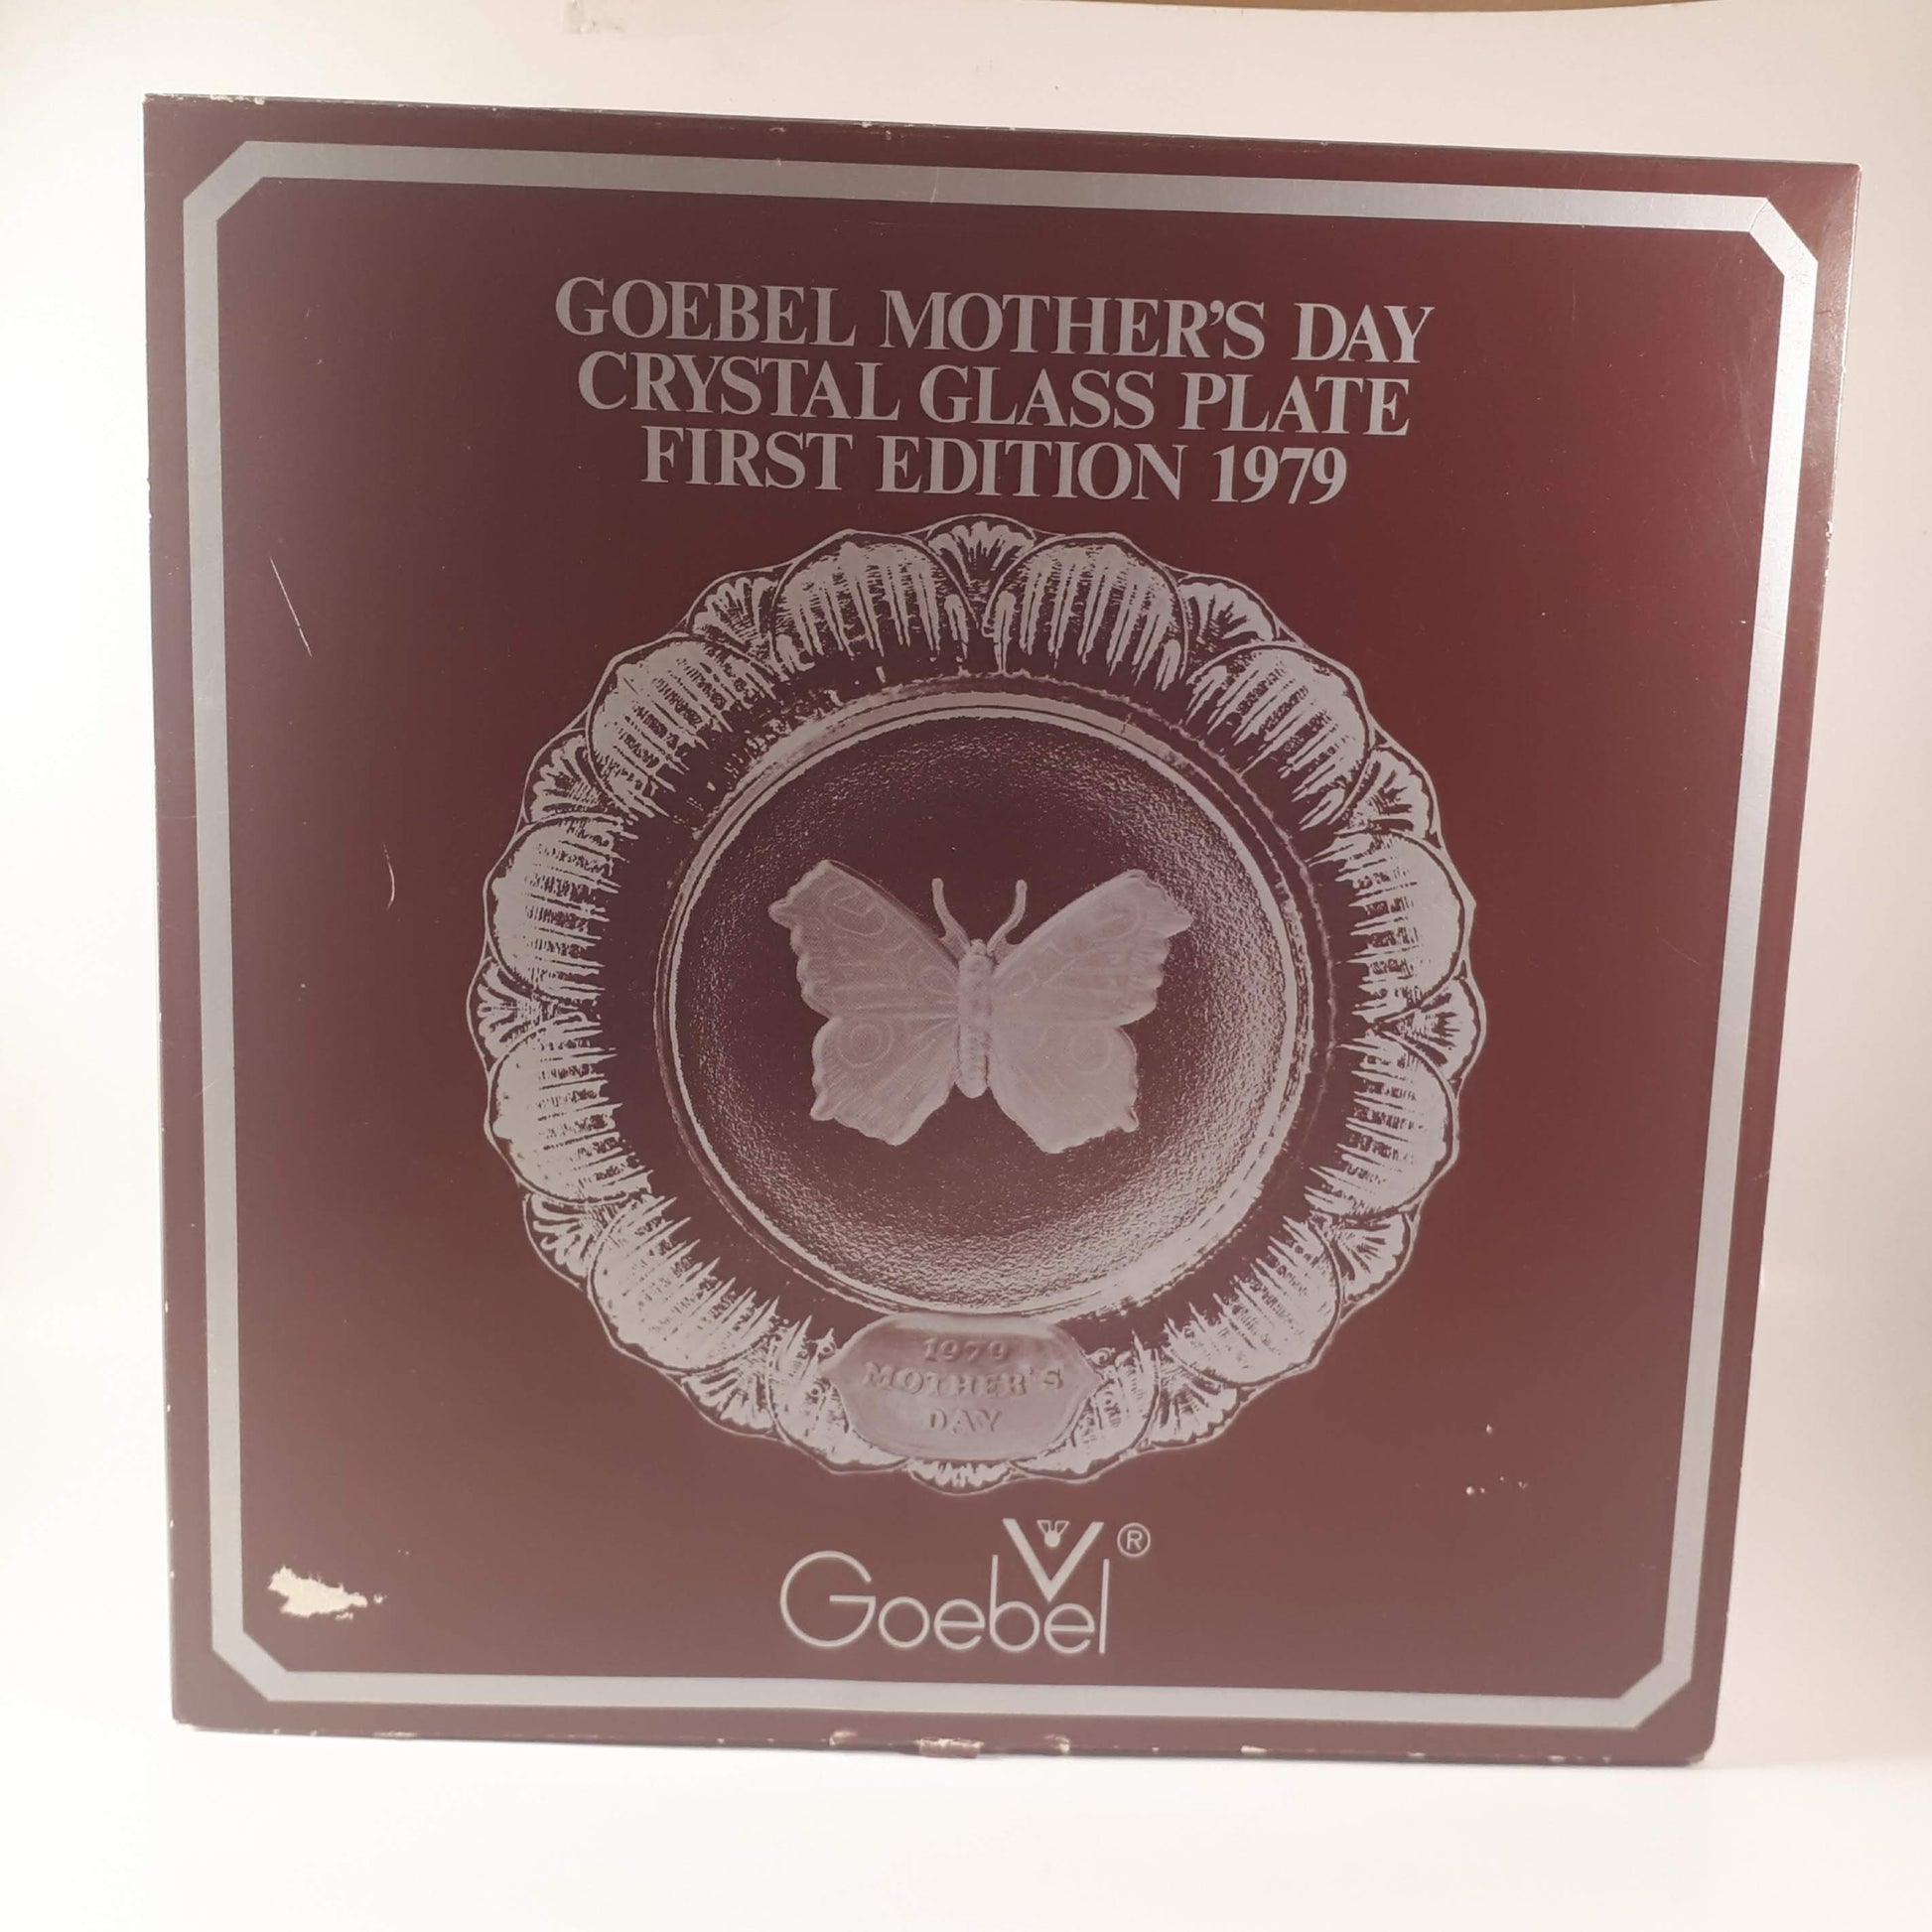 GOEBEL MOTHER'S DAY
CRYSTAL GLASS PLATE
FIRST EDITION 1979
1979
MOTHER'S
DAY
Goebel®